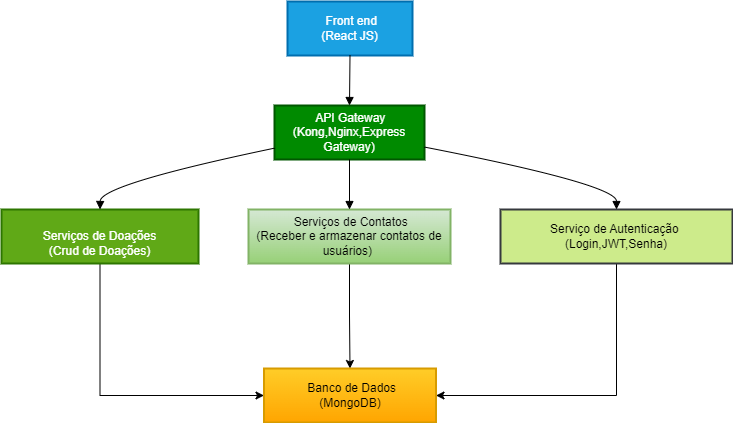 Front end
(React JS)
API Gateway
(Kong,Nginx,Express
Gateway)
Serviços de Doações
(Crud de Doações)
Serviços de Contatos
(Receber e armazenar contatos de
usuários)
Serviço de Autenticação
(Login,JWT,Senha)
Banco de Dados
(MongoDB)